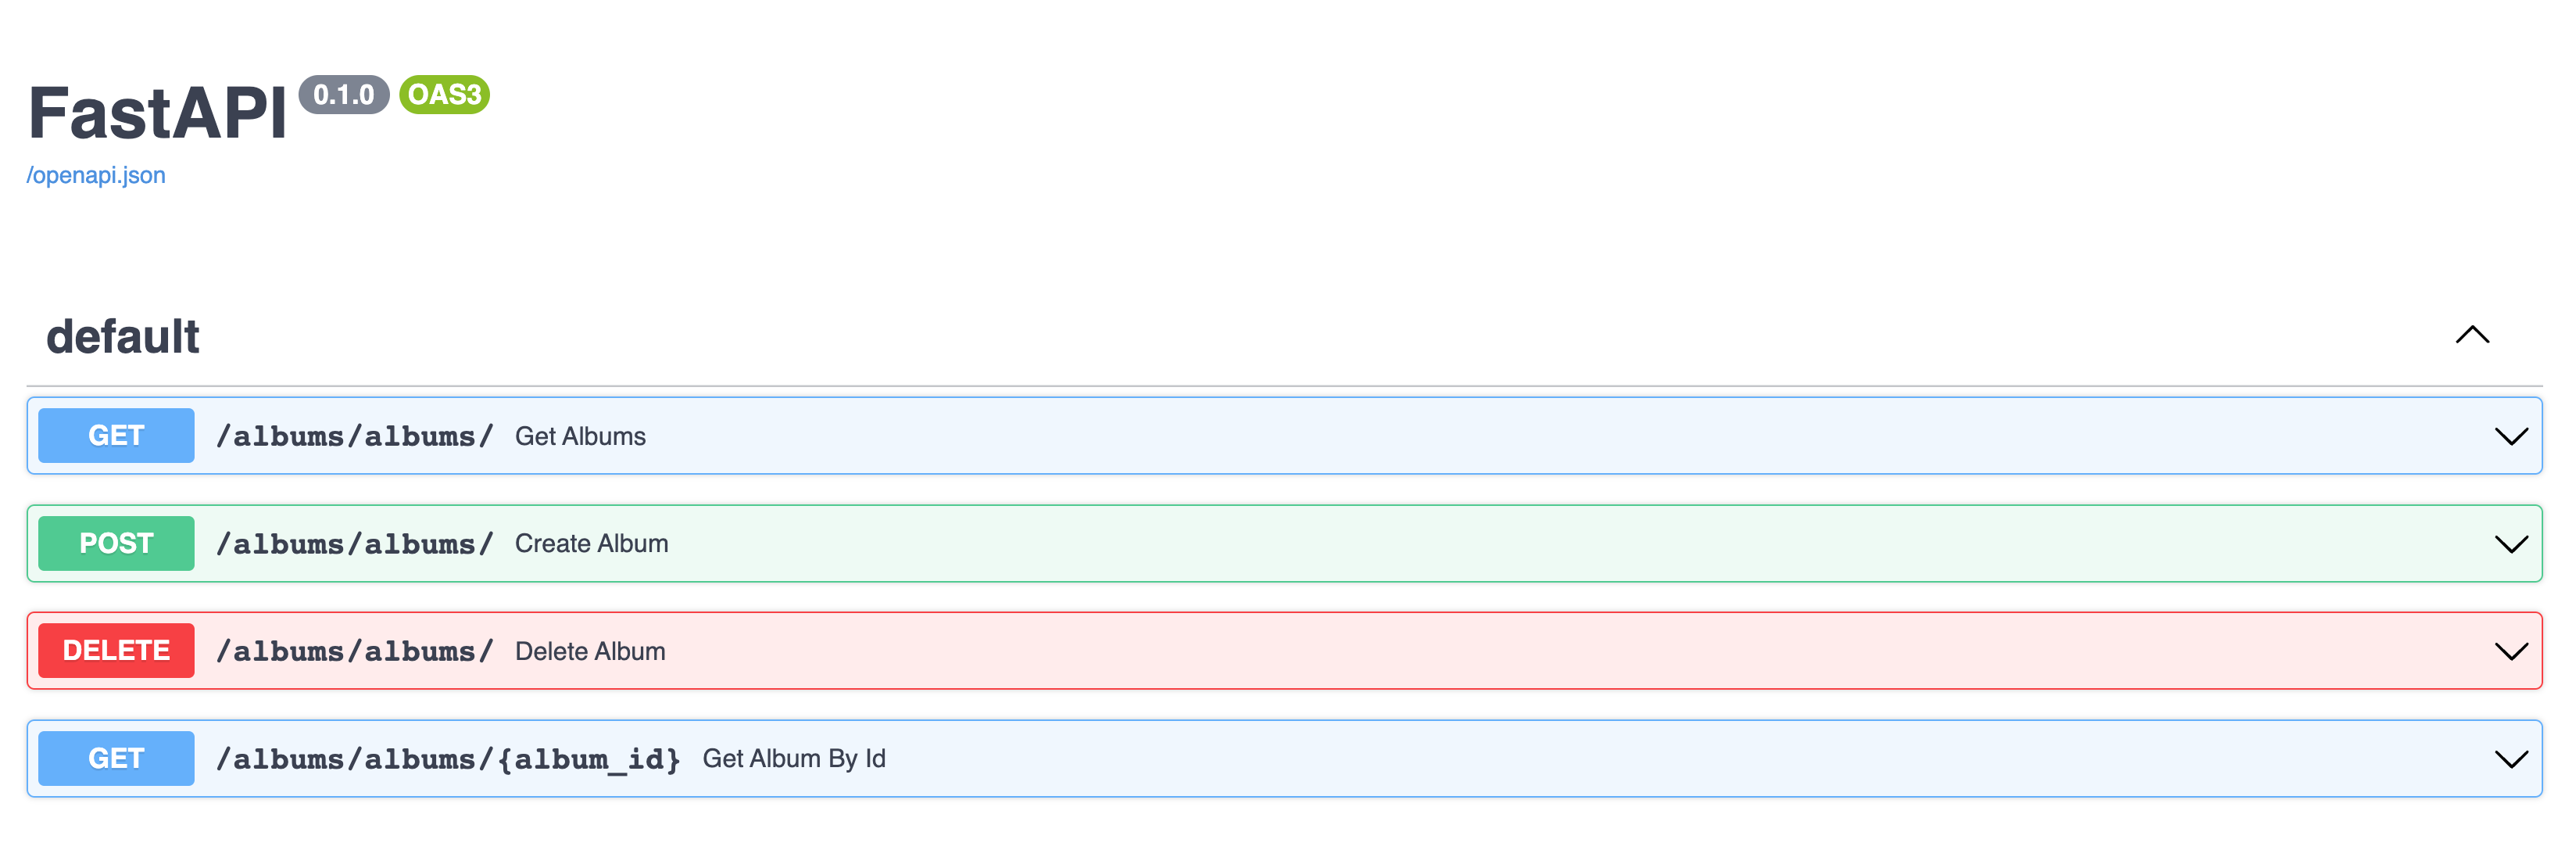 FastAPI 0.1.0 OAS3
/openapi.json
default
GET /albums/albums/ Get Albums
POST /albums/albums/ Create Album
DELETE /albums/albums/ Delete Album
GET /albums/albums/{album_id} Get Album By Id